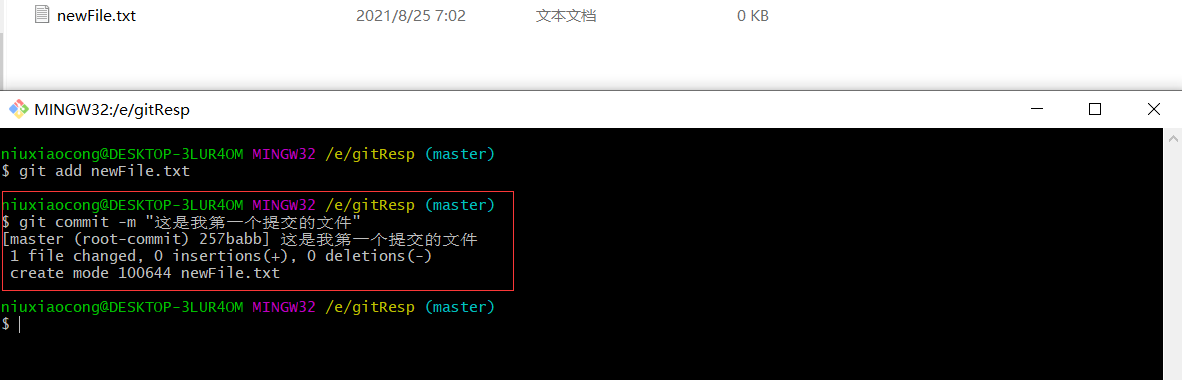 newFile.txt 2021/8/25 7:02 文本文档 0 KB
MINGW32:/e/gitResp
niuxiaocong@DESKTOP-3LUR4OM MINGW32 /e/gitResp (master)
$ git add newFile.txt
niuxiaocong@DESKTOP-3LUR4OM MINGW32 /e/gitResp (master)
$ git commit -m "这是我第一个提交的文件"
[master (root-commit) 257babb] 这是我第一个提交的文件
1 file changed, 0 insertions(+), 0 deletions(-)
create mode 100644 newFile.txt
niuxiaocong@DESKTOP-3LUR4OM MINGW32 /e/gitResp (master)
$